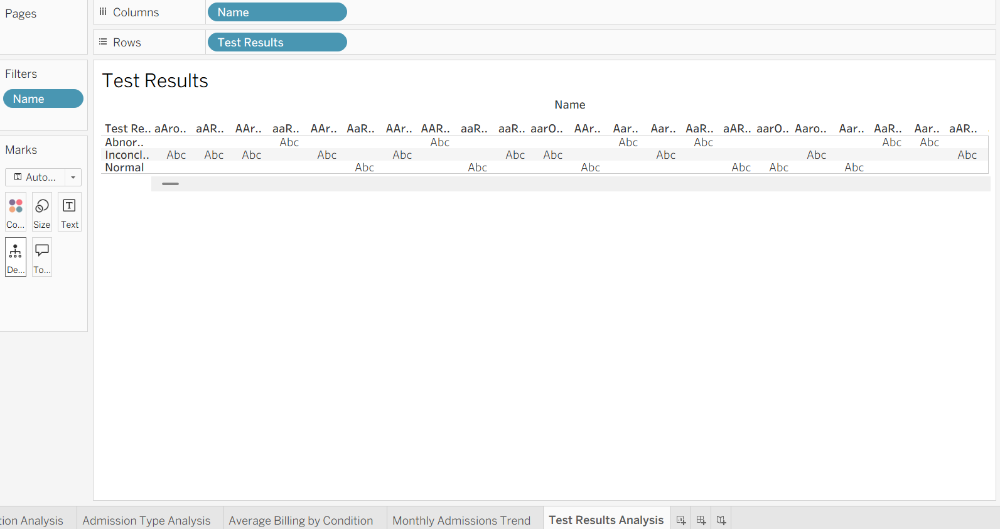 Pages
Columns Name
Rows Test Results
Filters
Name
Marks
Auto...
Co... Size Text
De... To...
Test Results
Name
Test Re.. aAro.. aAR.. AAr.. aaR.. AAr.. AaR.. AAr.. AAR.. aaR.. aaR.. aarO.. AAr.. Aar.. Aar.. AaR.. aAR.. aarO.. Aaro.. Aar.. AaR.. Aar.. aAR..
Abnor.. Abc Abc Abc Abc Abc Abc
Inconcl.. Abc Abc Abc Abc Abc Abc Abc Abc Abc Abc
Normal Abc Abc Abc Abc Abc Abc
tion Analysis Admission Type Analysis Average Billing by Condition Monthly Admissions Trend Test Results Analysis